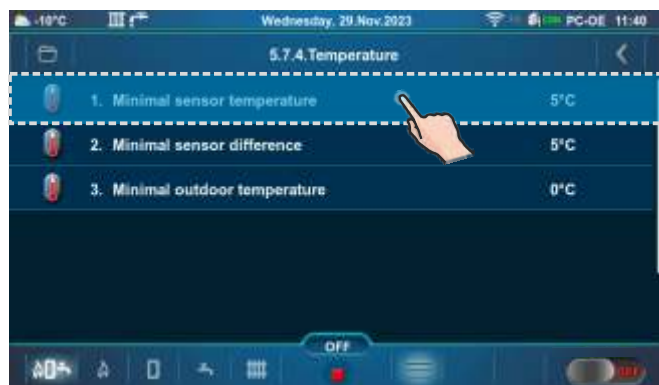 -10°C Wednesday, 29.Nov.2023 PC-OE 11:40
5.7.4.Temperature
1. Minimal sensor temperature 5°C
2. Minimal sensor difference 5°C
3. Minimal outdoor temperature 0°C
OFF
OFF